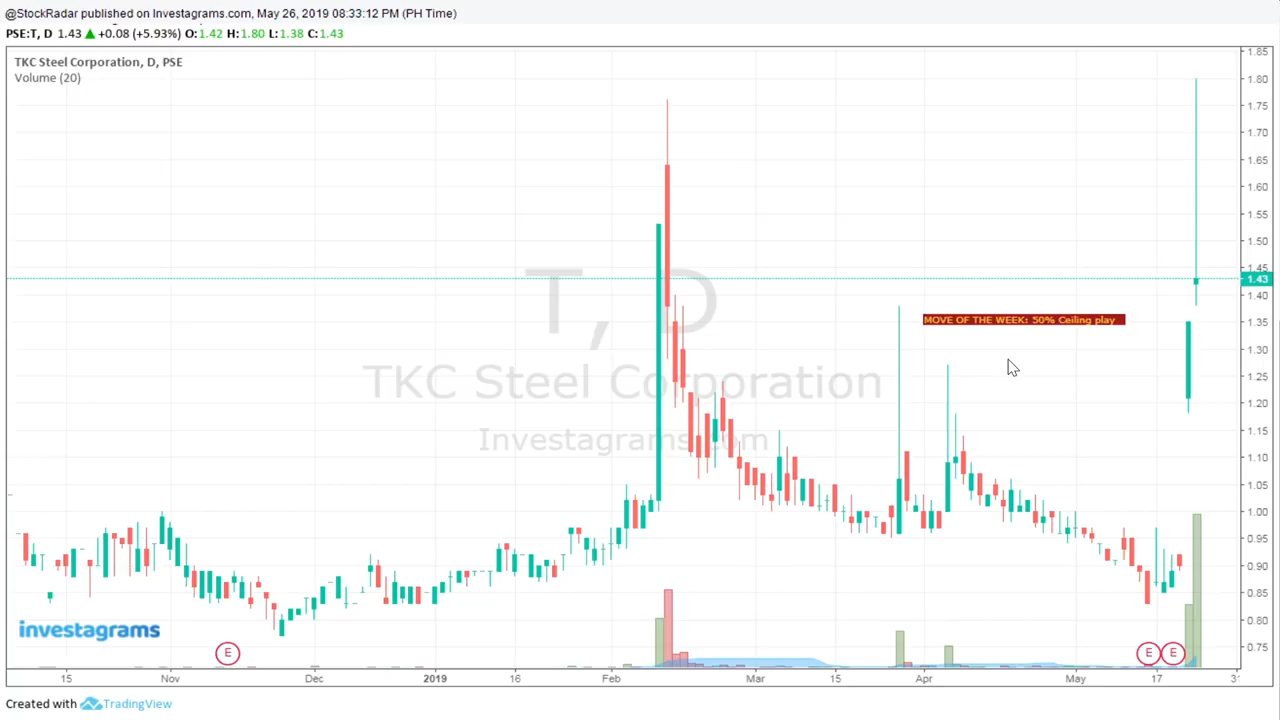 @StockRadar published on Investagrams.com, May 26, 2019 08:33:12 PM (PH Time)
PSE:T, D 1.43 ▲ +0.08 (+5.93%) O:1.42 H:1.80 L:1.38 C:1.43
TKC Steel Corporation, D, PSE
Volume (20)
1.85
1.80
1.75
1.70
1.65
1.60
1.55
1.50
1.45
1.43
1.40
1.35
1.30
1.25
1.20
1.15
1.10
1.05
1.00
0.95
0.90
0.85
0.80
0.75
T, D
TKC Steel Corporation
Investagrams.com
MOVE OF THE WEEK: 50% Ceiling play
investagrams
E
E
E
15
Nov
Dec
2019
16
Feb
Mar
15
Apr
May
17
Created with TradingView